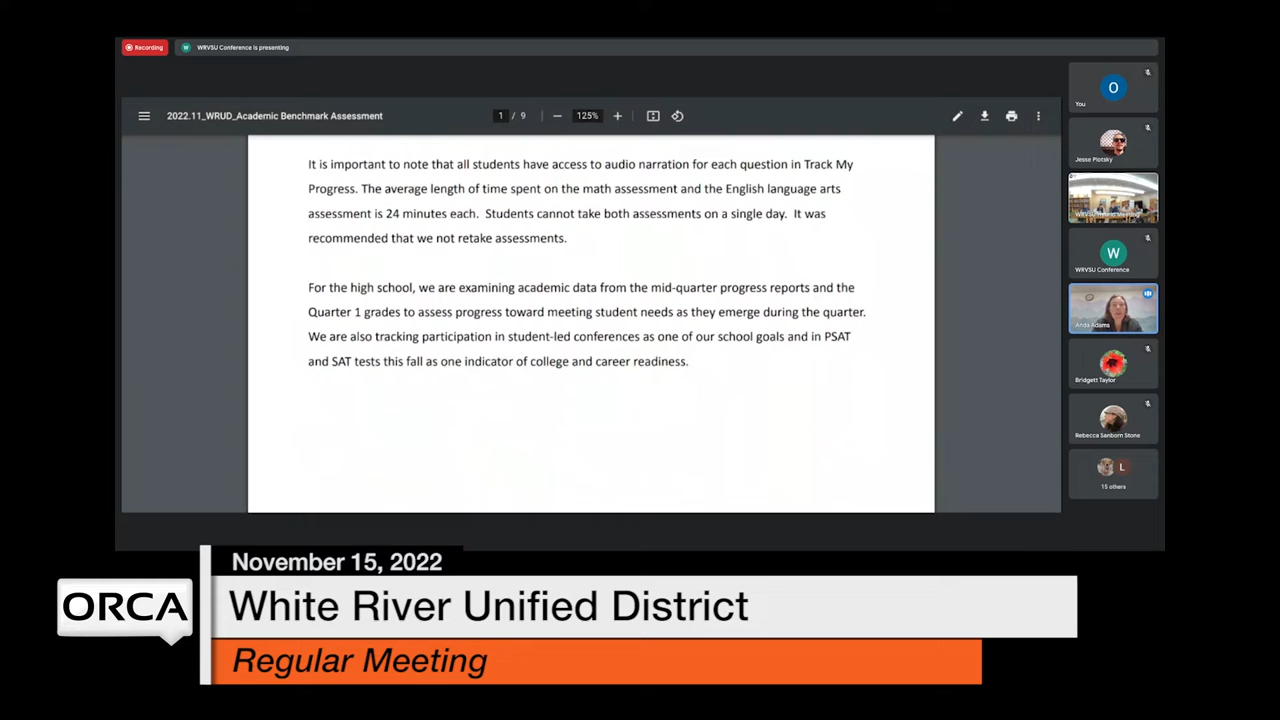 Recording
W
WRVSU Conference is presenting
2022.11_WRUD_Academic Benchmark Assessment
1 / 9
125%
It is important to note that all students have access to audio narration for each question in Track My
Progress. The average length of time spent on the math assessment and the English language arts
assessment is 24 minutes each. Students cannot take both assessments on a single day. It was
recommended that we not retake assessments.
For the high school, we are examining academic data from the mid-quarter progress reports and the
Quarter 1 grades to assess progress toward meeting student needs as they emerge during the quarter.
We are also tracking participation in student-led conferences as one of our school goals and in PSAT
and SAT tests this fall as one indicator of college and career readiness.
O
You
Jesse Plotsky
W
WRVSU Conference
Anda Adams
Bridgett Taylor
Rebecca Sanborn Stone
L
15 others
November 15, 2022
ORCA
White River Unified District
Regular Meeting